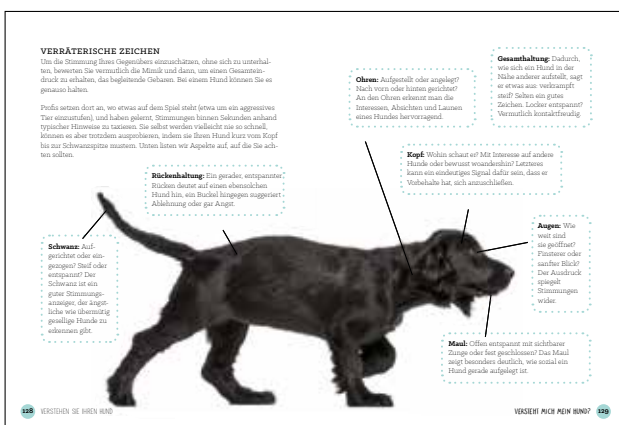 VERRÄTERISCHE ZEICHEN
Um die Stimmung Ihres Gegenübers einzuschätzen, ohne sich zu unterhal-
ten, bewerten Sie vermutlich die Mimik und dann, um einen Gesamtein-
druck zu erhalten, das begleitende Gebaren. Bei einem Hund können Sie es
genauso halten.
Profis setzen dort an, wo etwas auf dem Spiel steht (etwa um ein aggressives
Tier einzustufen), und haben gelernt, Stimmungen binnen Sekunden anhand
typischer Hinweise zu taxieren. Sie selbst werden vielleicht nie so schnell,
können es aber trotzdem ausprobieren, indem sie Ihren Hund kurz vom Kopf
bis zur Schwanzspitze mustern. Unten listen wir Aspekte auf, auf die Sie ach-
ten sollten.
Rückenhaltung: Ein gerader, entspannter
Rücken deutet auf einen ebensolchen
Hund hin, ein Buckel hingegen suggeriert
Ablehnung oder gar Angst.
Schwanz: Auf-
gerichtet oder ein-
gezogen? Steif oder
entspannt? Der
Schwanz ist ein
guter Stimmungs-
anzeiger, der ängst-
liche wie übermütig
gesellige Hunde zu
erkennen gibt.
128 VERSTEHEN SIE IHREN HUND
Ohren: Aufgestellt oder angelegt?
Nach vorn oder hinten gerichtet?
An den Ohren erkennt man die
Interessen, Absichten und Launen
eines Hundes hervorragend.
Gesamthaltung: Dadurch,
wie sich ein Hund in der
Nähe anderer aufstellt, sagt
er etwas aus: verkrampft
steif? Selten ein gutes
Zeichen. Locker entspannt?
Vermutlich kontaktfreudig.
Kopf: Wohin schaut er? Mit Interesse auf andere
Hunde oder bewusst woandershin? Letzteres
kann ein eindeutiges Signal dafür sein, dass er
Vorbehalte hat, sich anzuschließen.
Augen: Wie
weit sind
sie geöffnet?
Finsterer oder
sanfter Blick?
Der Ausdruck
spiegelt
Stimmungen
wider.
Maul: Offen entspannt mit sichtbarer
Zunge oder fest geschlossen? Das Maul
zeigt besonders deutlich, wie sozial ein
Hund gerade aufgelegt ist.
VERSTEHT MICH MEIN HUND? 129